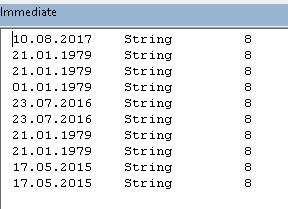 Immediate
10.08.2017 String 8
21.01.1979 String 8
21.01.1979 String 8
01.01.1979 String 8
23.07.2016 String 8
23.07.2016 String 8
21.01.1979 String 8
21.01.1979 String 8
17.05.2015 String 8
17.05.2015 String 8